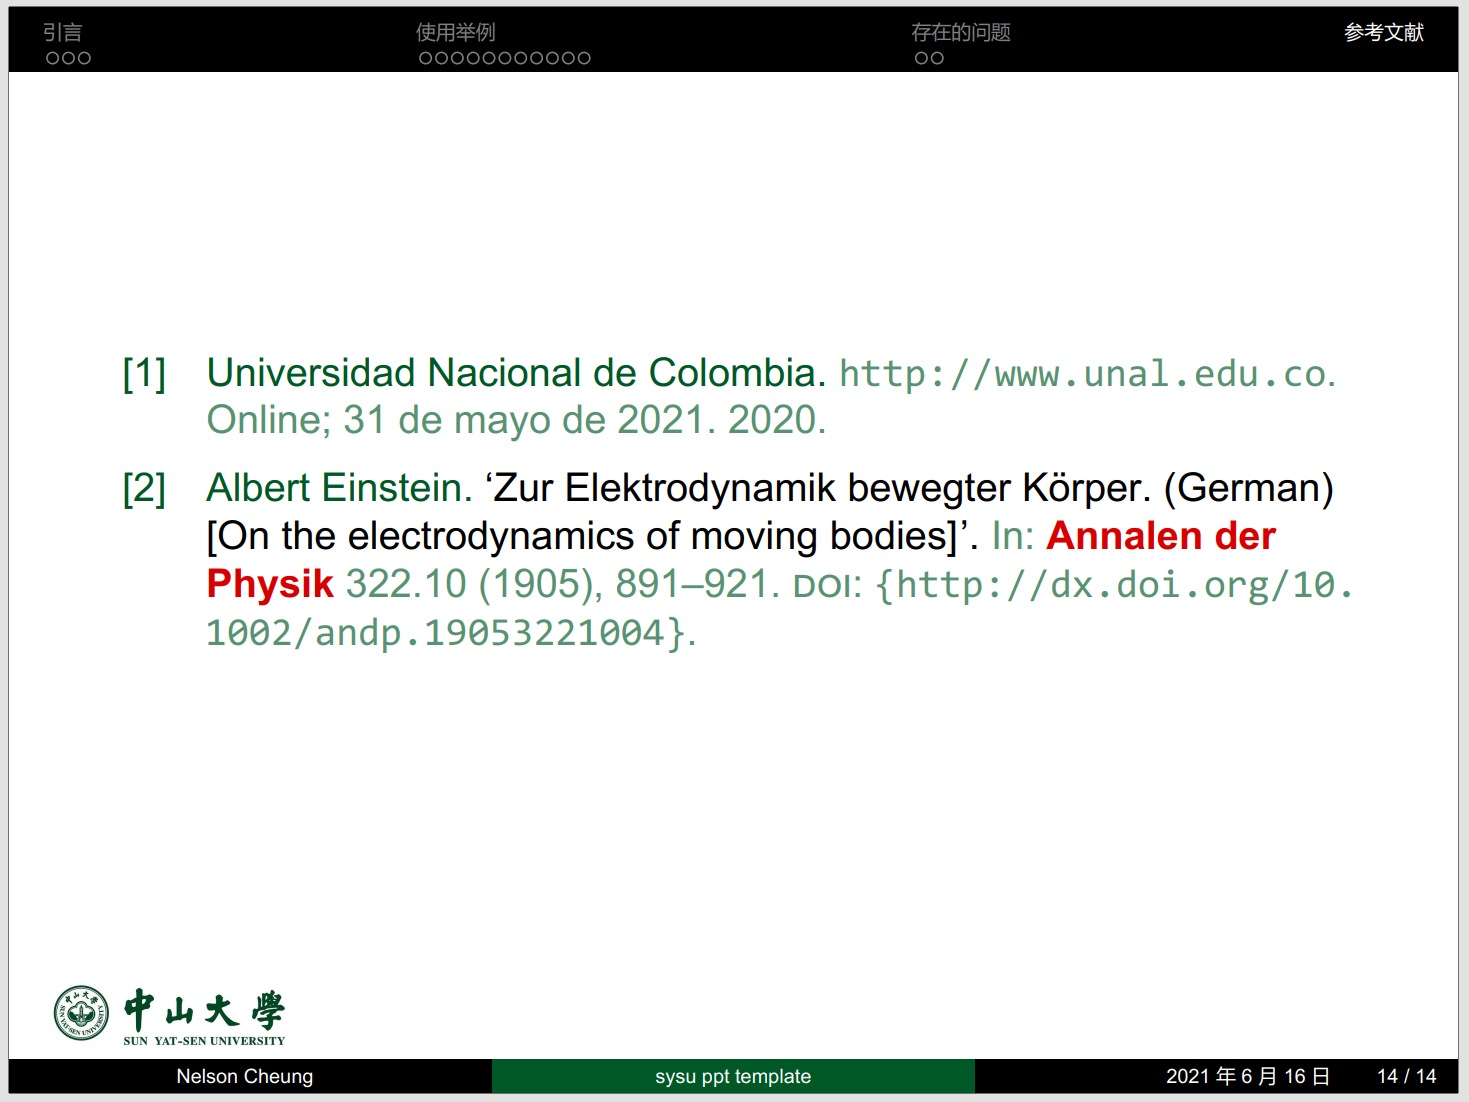 引言 使用举例 存在的问题 参考文献
[1] Universidad Nacional de Colombia. http://www.unal.edu.co.
Online; 31 de mayo de 2021. 2020.
[2] Albert Einstein. ‘Zur Elektrodynamik bewegter Körper. (German)
[On the electrodynamics of moving bodies]’. In: Annalen der
Physik 322.10 (1905), 891–921. DOI: {http://dx.doi.org/10.
1002/andp.19053221004}.
中山大學
SUN YAT-SEN UNIVERSITY
Nelson Cheung sysu ppt template 2021 年 6 月 16 日 14 / 14